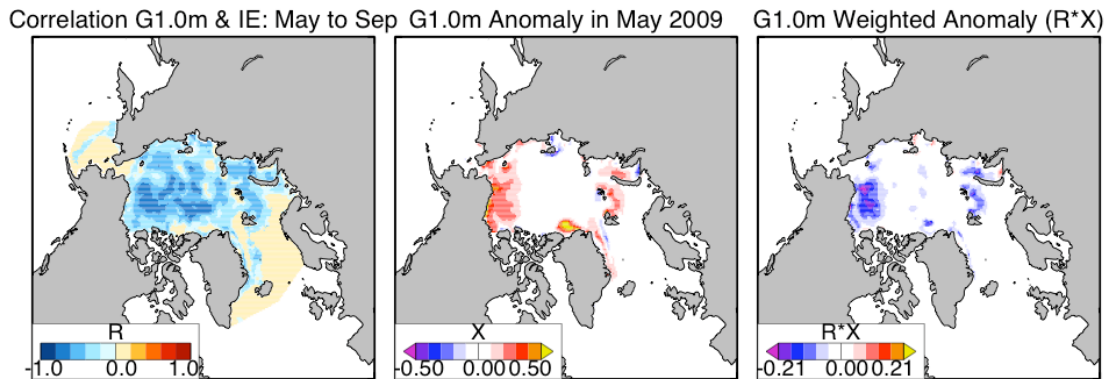 Correlation G1.0m & IE: May to Sep
G1.0m Anomaly in May 2009
G1.0m Weighted Anomaly (R*X)
R
-1.0 0.0 1.0
X
-0.50 0.00 0.50
R*X
-0.21 0.00 0.21